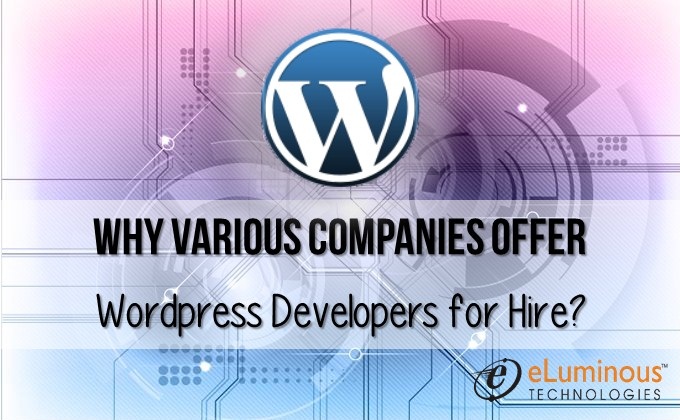 W
WHY VARIOUS COMPANIES OFFER
Wordpress Developers for Hire?
e eLuminous™
TECHNOLOGIES